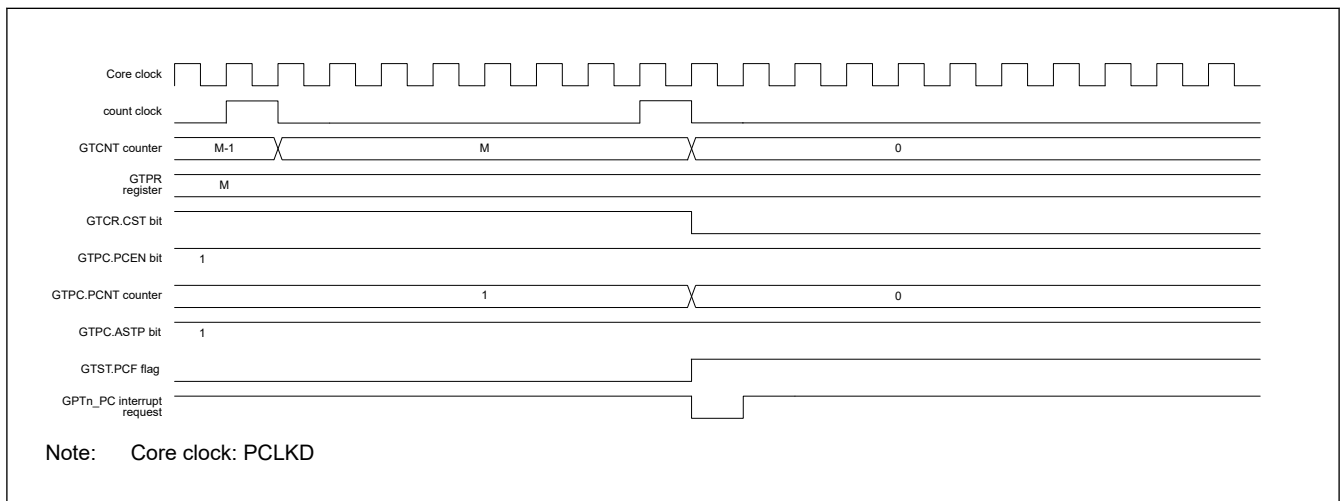 Core clock
count clock
GTCNT counter M-1 M 0
GTPR
register M
GTCR.CST bit
GTPC.PCEN bit 1
GTPC.PCNT counter 1 0
GTPC.ASTP bit 1
GTST.PCF flag
GPTn_PC interrupt
request
Note: Core clock: PCLKD